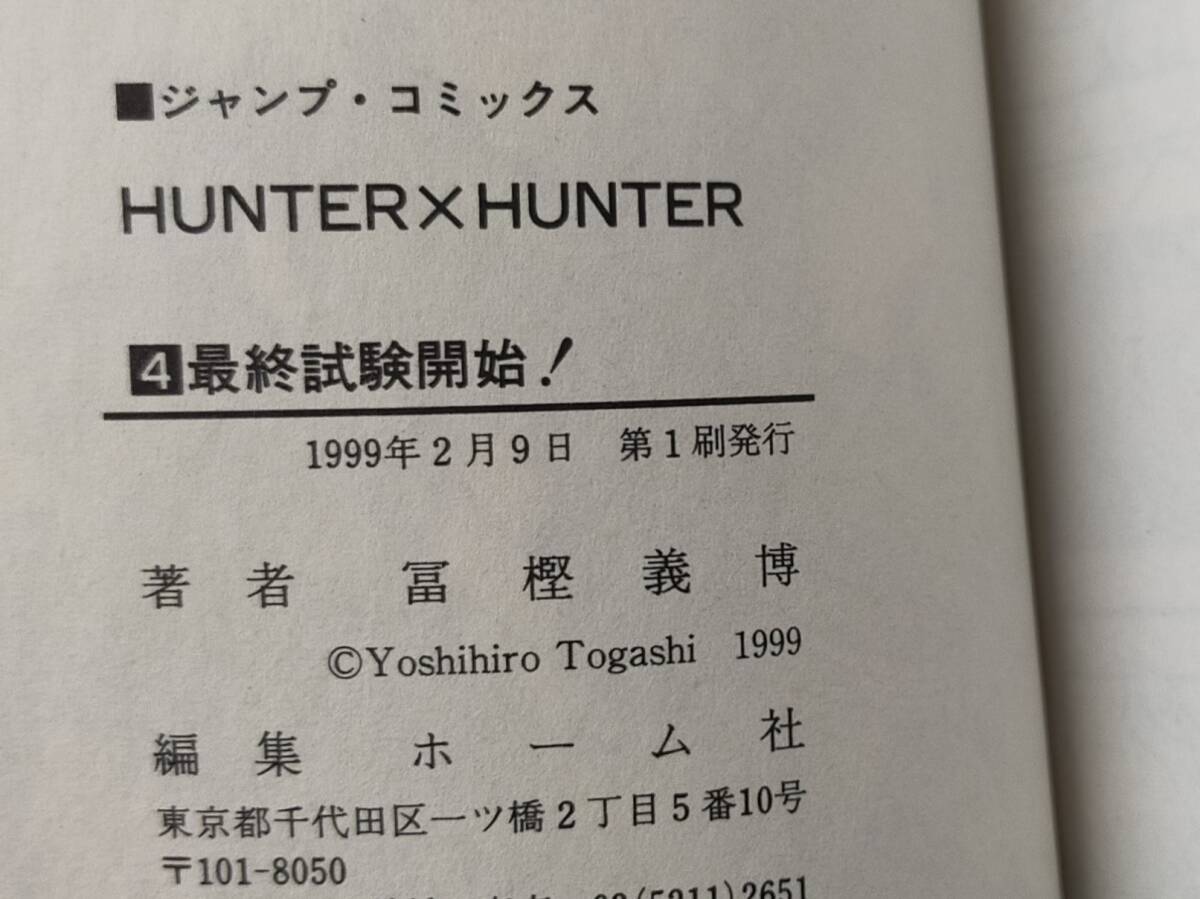 ■ジャンプ・コミックス
HUNTER×HUNTER
4最終試験開始!
1999年2月9日 第1刷発行
著者 冨樫義博
©Yoshihiro Togashi 1999
編集 ホーム社
東京都千代田区一ツ橋2丁目5番10号
〒101-8050
(5211)2651